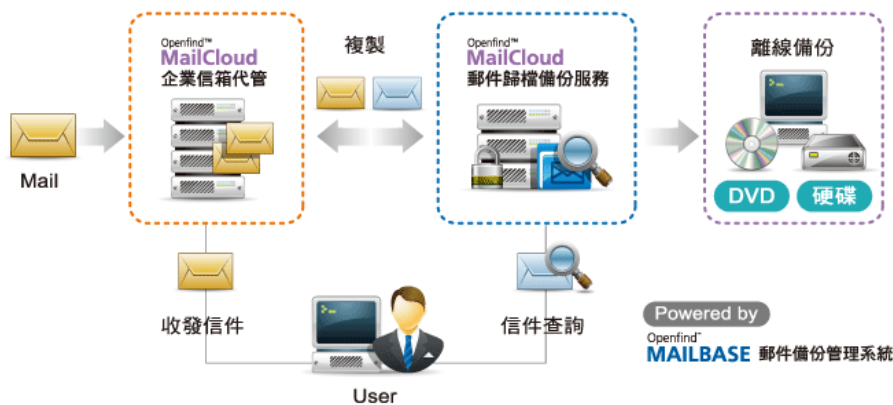 Openfind™
MailCloud
企業信箱代管
複製
Openfind™
MailCloud
郵件歸檔備份服務
離線備份
Mail
DVD
硬碟
收發信件
信件查詢
User
Powered by
Openfind™
MAILBASE 郵件備份管理系統